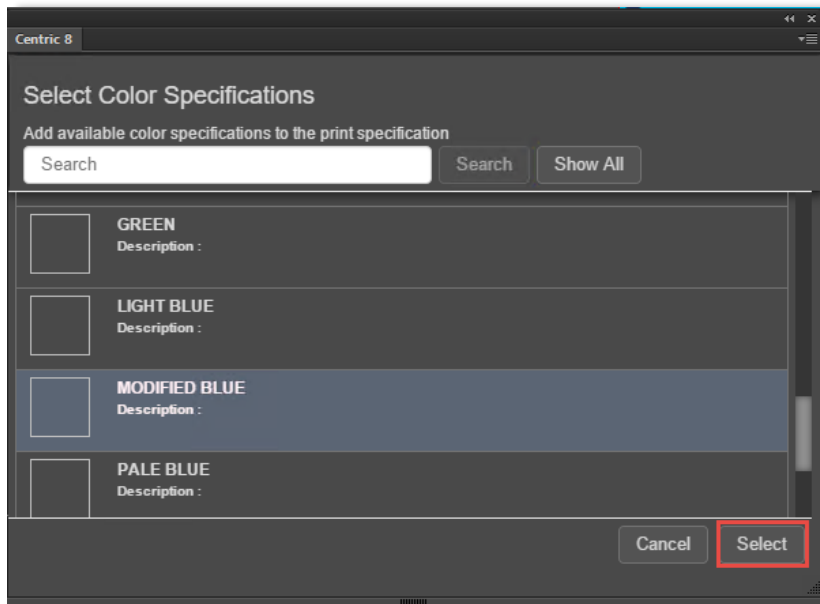 Centric 8
Select Color Specifications
Add available color specifications to the print specification
Search
Search
Show All
GREEN
Description :
LIGHT BLUE
Description :
MODIFIED BLUE
Description :
PALE BLUE
Description :
Cancel
Select